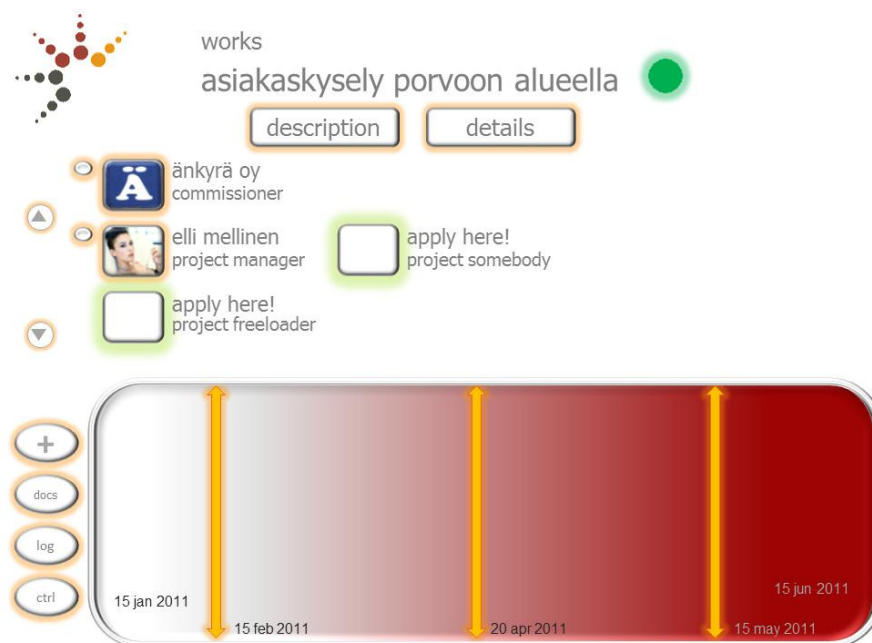 works
asiakaskysely porvoon alueella
description
details
Ä
änkyrä oy
commissioner
elli mellinen
project manager
apply here!
project somebody
apply here!
project freeloader
+
docs
log
ctrl
15 jan 2011
15 feb 2011
20 apr 2011
15 may 2011
15 jun 2011